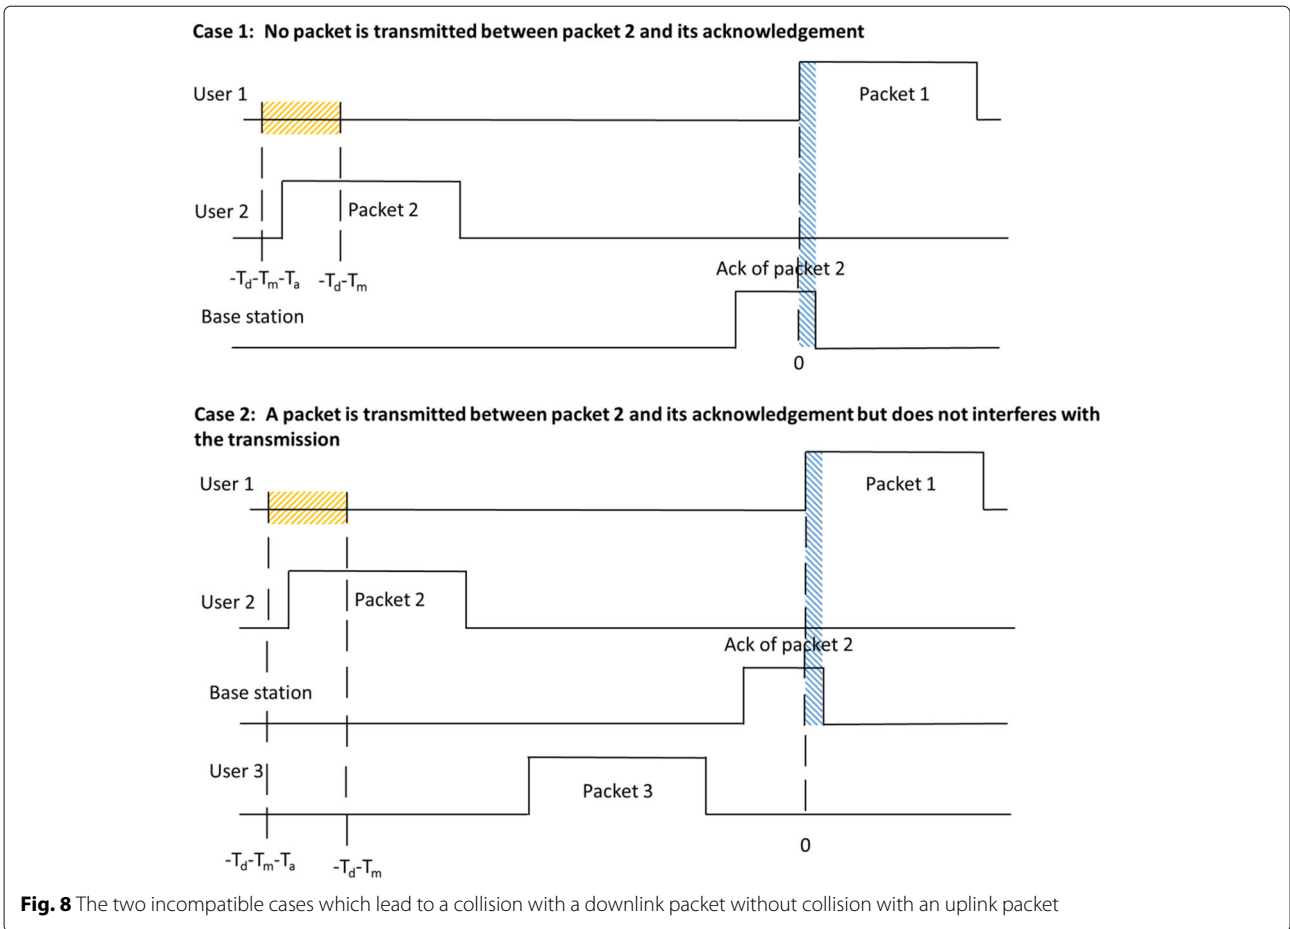 Case 1: No packet is transmitted between packet 2 and its acknowledgement
User 1
Packet 1
User 2
Packet 2
-Td-Tm-Ta
-Td-Tm
Ack of packet 2
Base station
0
Case 2: A packet is transmitted between packet 2 and its acknowledgement but does not interferes with
the transmission
User 1
Packet 1
User 2
Packet 2
Ack of packet 2
Base station
User 3
Packet 3
0
-Td-Tm-Ta
-Td-Tm
Fig. 8 The two incompatible cases which lead to a collision with a downlink packet without collision with an uplink packet